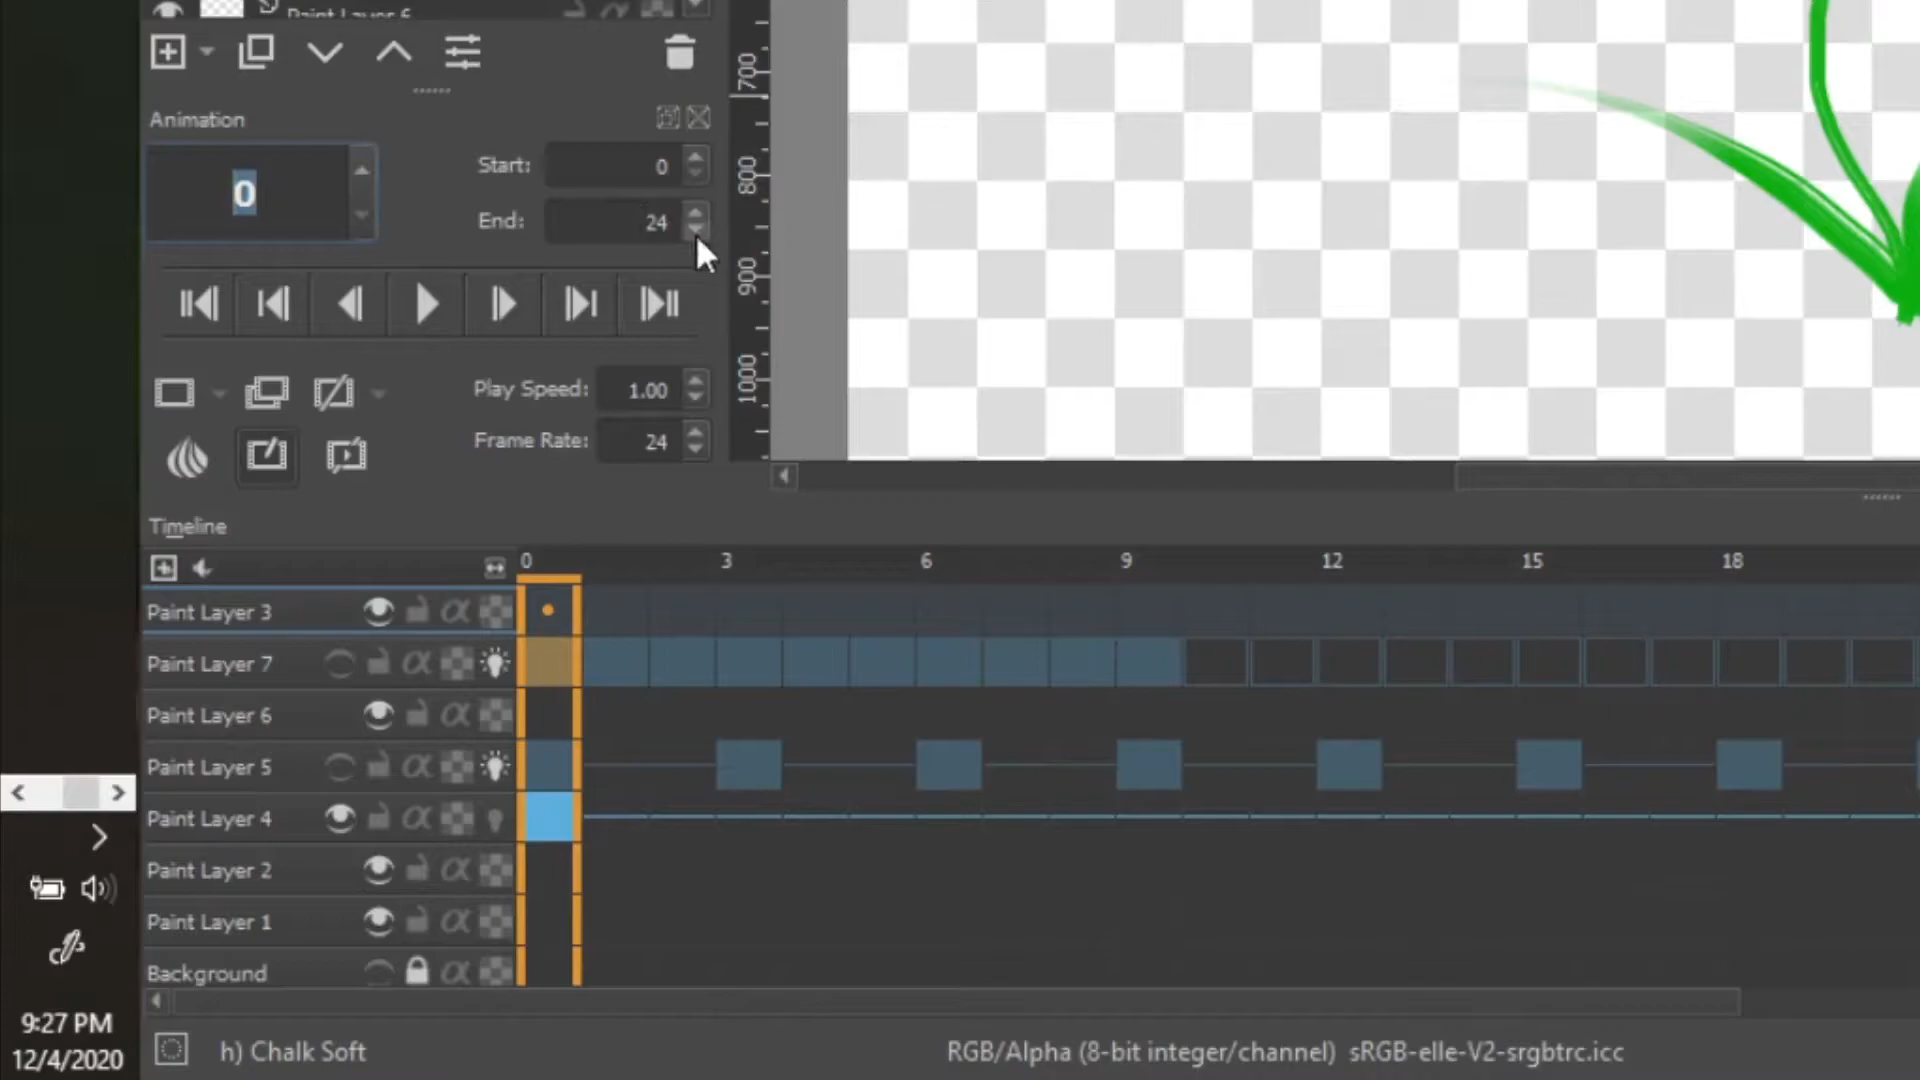 Paint Layer 6
Animation
0
Start: 0
End: 24
Play Speed: 1.00
Frame Rate: 24
700
800
900
1000
Timeline
0 3 6 9 12 15 18
Paint Layer 3
Paint Layer 7
Paint Layer 6
Paint Layer 5
Paint Layer 4
Paint Layer 2
Paint Layer 1
Background
9:27 PM
12/4/2020
h) Chalk Soft
RGB/Alpha (8-bit integer/channel) sRGB-elle-V2-srgbtrc.icc